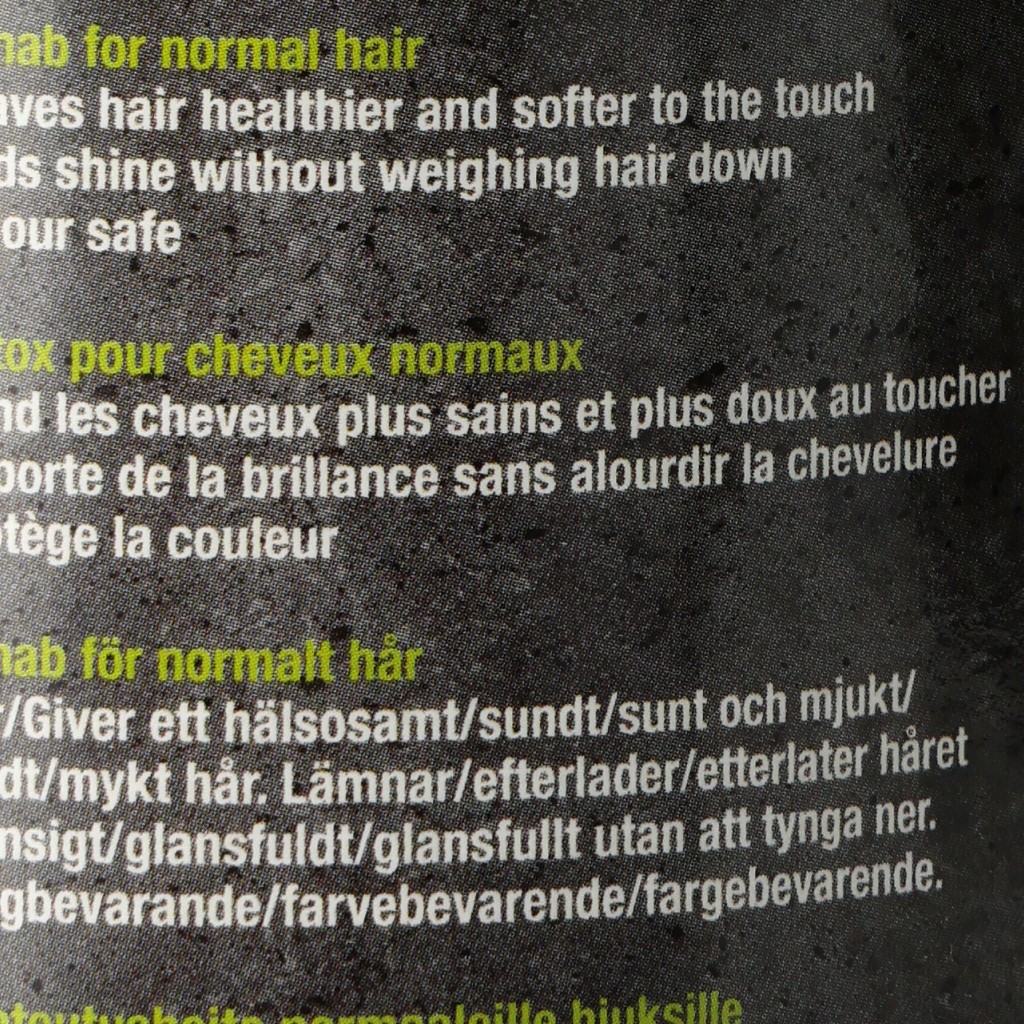 hab for normal hair
aves hair healthier and softer to the touch
ds shine without weighing hair down
our safe
tox pour cheveux normaux
nd les cheveux plus sains et plus doux au toucher
porte de la brillance sans alourdir la chevelure
otège la couleur
hab för normalt hår
/Giver ett hälsosamt/sundt/sunt och mjukt/
dt/mykt hår. Lämnar/efterlader/etterlater håret
nsigt/glansfuldt/glansfullt utan att tynga ner.
gbevarande/farvebevarende/fargebevarende.
hiuksille